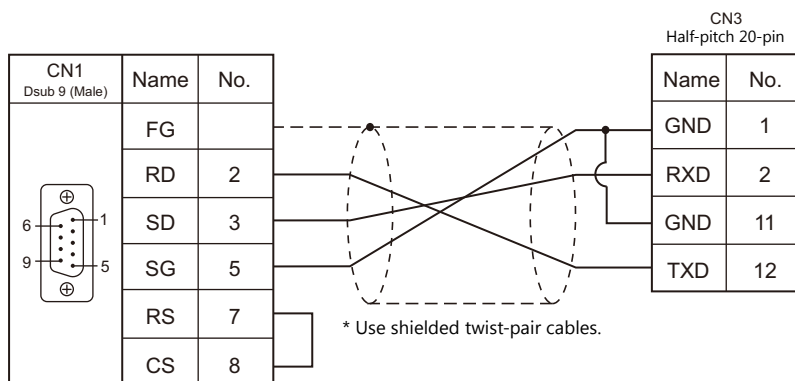 CN3
Half-pitch 20-pin
CN1
Dsub 9 (Male)
Name No.
Name No.
FG
GND 1
RD 2
RXD 2
SD 3
GND 11
SG 5
TXD 12
RS 7
CS 8
6
1
9
5
* Use shielded twist-pair cables.